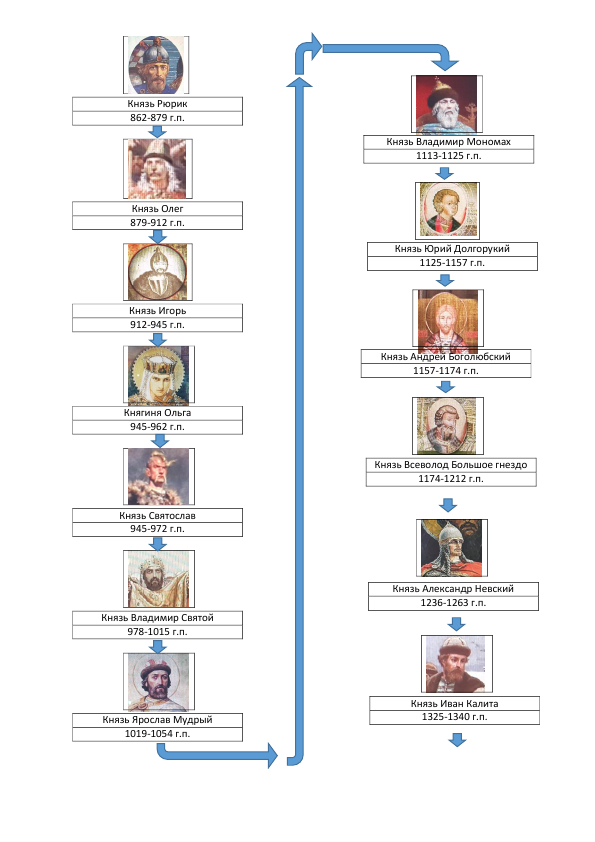 Князь Рюрик
862-879 г.п.
Князь Олег
879-912 г.п.
Князь Игорь
912-945 г.п.
Княгиня Ольга
945-962 г.п.
Князь Святослав
945-972 г.п.
Князь Владимир Святой
978-1015 г.п.
Князь Ярослав Мудрый
1019-1054 г.п.
Князь Владимир Мономах
1113-1125 г.п.
Князь Юрий Долгорукий
1125-1157 г.п.
Князь Андрей Боголюбский
1157-1174 г.п.
Князь Всеволод Большое гнездо
1174-1212 г.п.
Князь Александр Невский
1236-1263 г.п.
Князь Иван Калита
1325-1340 г.п.